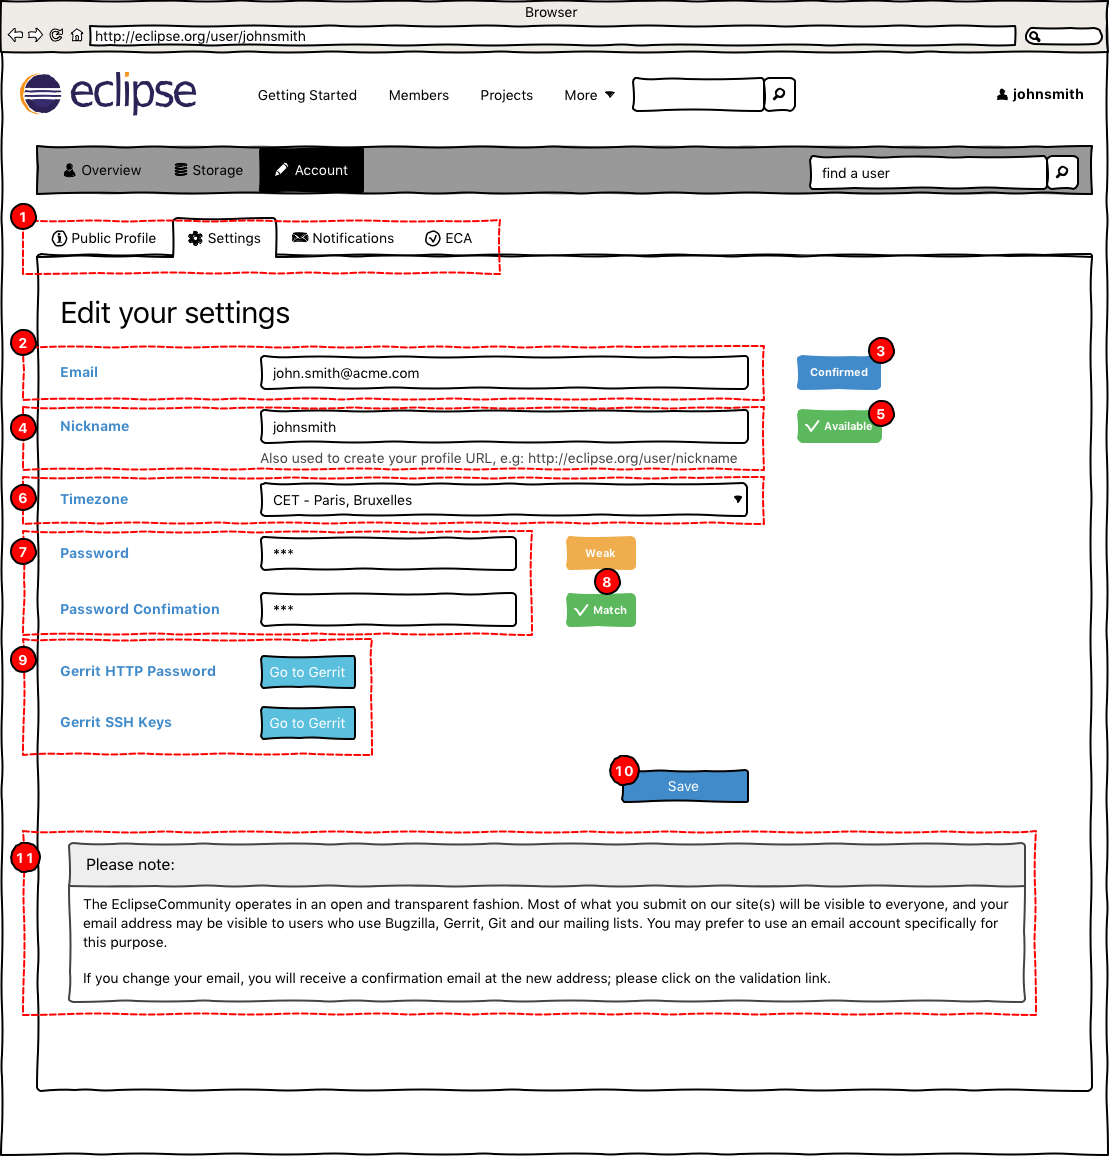 Browser
http://eclipse.org/user/johnsmith
eclipse
Getting Started Members Projects More johnsmith
Overview Storage Account find a user
1
Public Profile Settings Notifications ECA
Edit your settings
2 3
Email john.smith@acme.com Confirmed
4 5
Nickname johnsmith Available
Also used to create your profile URL, e.g: http://eclipse.org/user/nickname
6 Timezone CET - Paris, Bruxelles
7 Password *** Weak
8
Password Confimation *** Match
9
Gerrit HTTP Password Go to Gerrit
Gerrit SSH Keys Go to Gerrit
10
Save
11
Please note:
The EclipseCommunity operates in an open and transparent fashion. Most of what you submit on our site(s) will be visible to everyone, and your
email address may be visible to users who use Bugzilla, Gerrit, Git and our mailing lists. You may prefer to use an email account specifically for
this purpose.
If you change your email, you will receive a confirmation email at the new address; please click on the validation link.